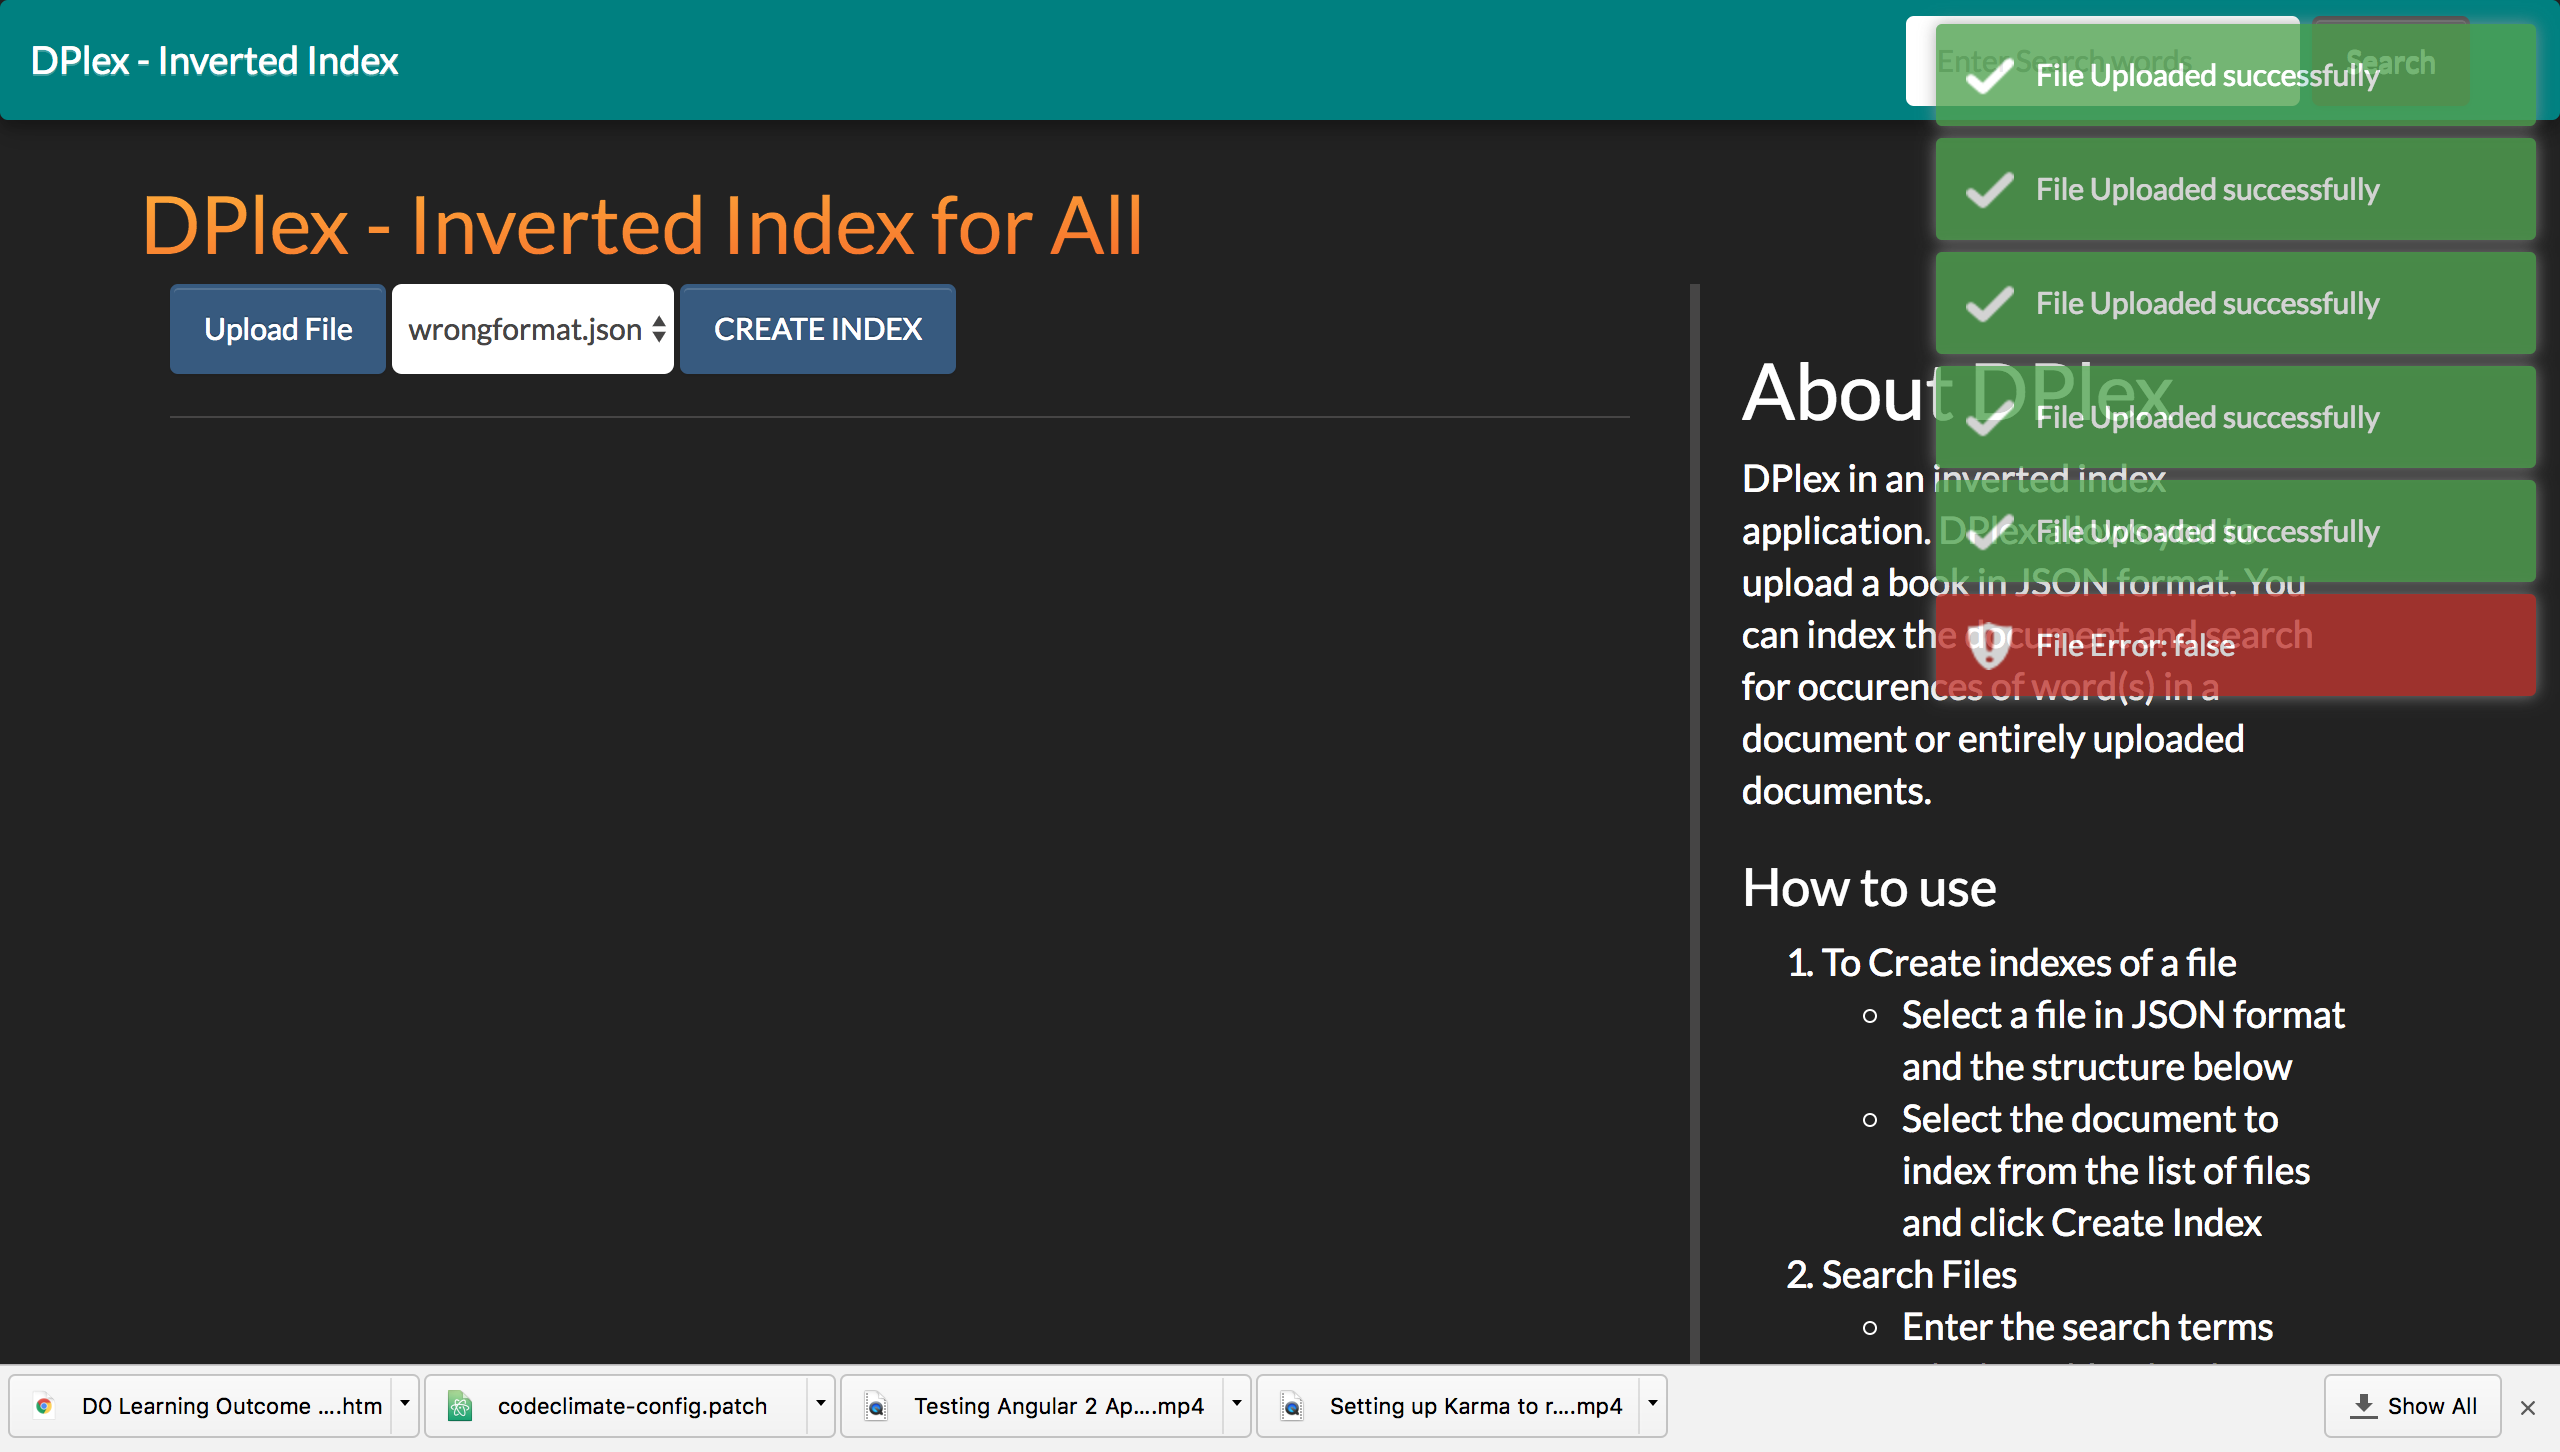 DPlex - Inverted Index
Enter Search words
Search
File Uploaded successfully
File Uploaded successfully
File Uploaded successfully
File Uploaded successfully
File Uploaded successfully
File Error: false
DPlex - Inverted Index for All
Upload File
wrongformat.json
CREATE INDEX
About DPlex
DPlex in an inverted index
application. DPlex allows you to
upload a book in JSON format. You
can index the document and search
for occurences of word(s) in a
document or entirely uploaded
documents.
How to use
1. To Create indexes of a file
Select a file in JSON format
and the structure below
Select the document to
index from the list of files
and click Create Index
2. Search Files
Enter the search terms
D0 Learning Outcome ....htm
codeclimate-config.patch
Testing Angular 2 Ap....mp4
Setting up Karma to r....mp4
Show All